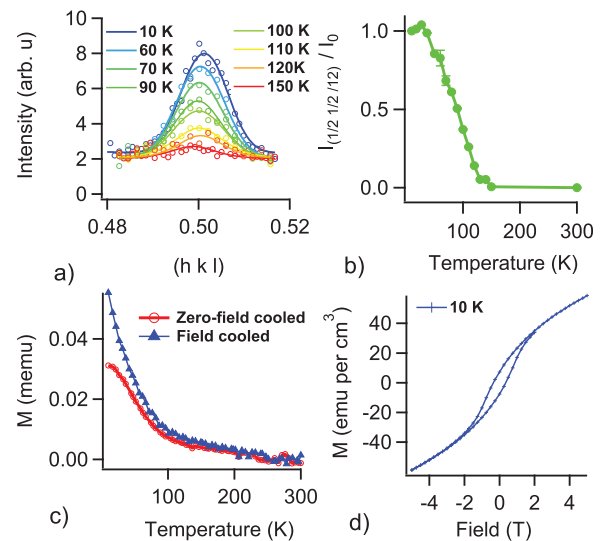 Intensity (arb. u)
8
6
4
2
0
10 K
60 K
70 K
90 K
100 K
110 K
120K
150 K
0.48
0.50
0.52
(h k l)
a)
I(1/2 1/2 /12) / I0
1.0
0.5
0.0
100
200
300
Temperature (K)
b)
M (memu)
0.04
0.02
0.00
Zero-field cooled
Field cooled
100
200
300
Temperature (K)
c)
M (emu per cm3)
40
20
0
-20
-40
10 K
-4
-2
0
2
4
Field (T)
d)